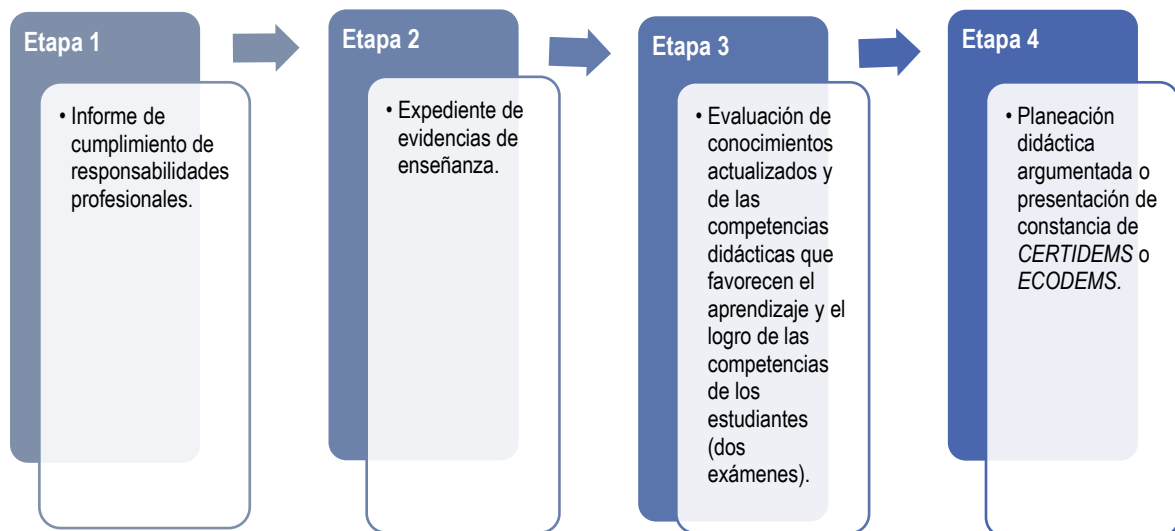 Etapa 1
• Informe de
cumplimiento de
responsabilidades
profesionales.
Etapa 2
• Expediente de
evidencias de
enseñanza.
Etapa 3
• Evaluación de
conocimientos
actualizados y
de las
competencias
didácticas que
favorecen el
aprendizaje y el
logro de las
competencias
de los
estudiantes
(dos
exámenes).
Etapa 4
• Planeación
didáctica
argumentada o
presentación de
constancia de
CERTIDEMS o
ECODEMS.